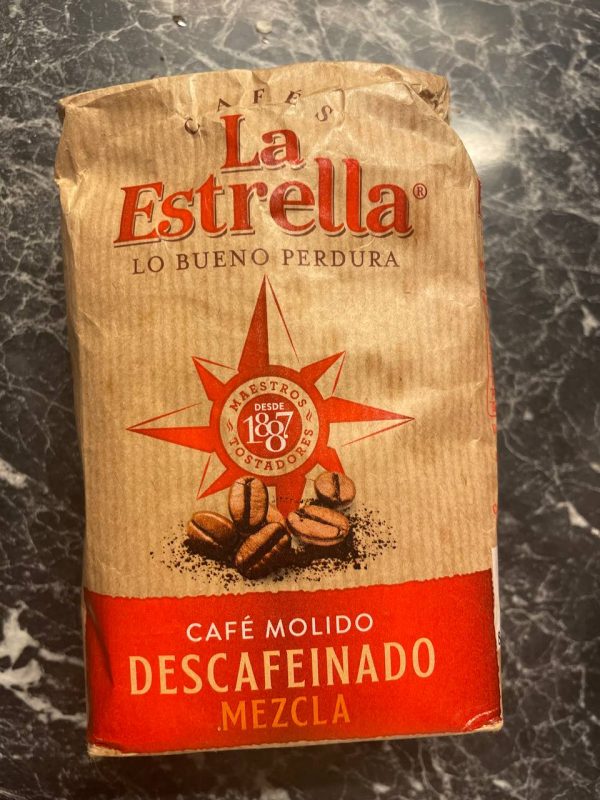 CAFÉS
La
Estrella®
LO BUENO PERDURA
MAESTROS
DESDE
1887
TOSTADORES
CAFÉ MOLIDO
DESCAFEINADO
MEZCLA